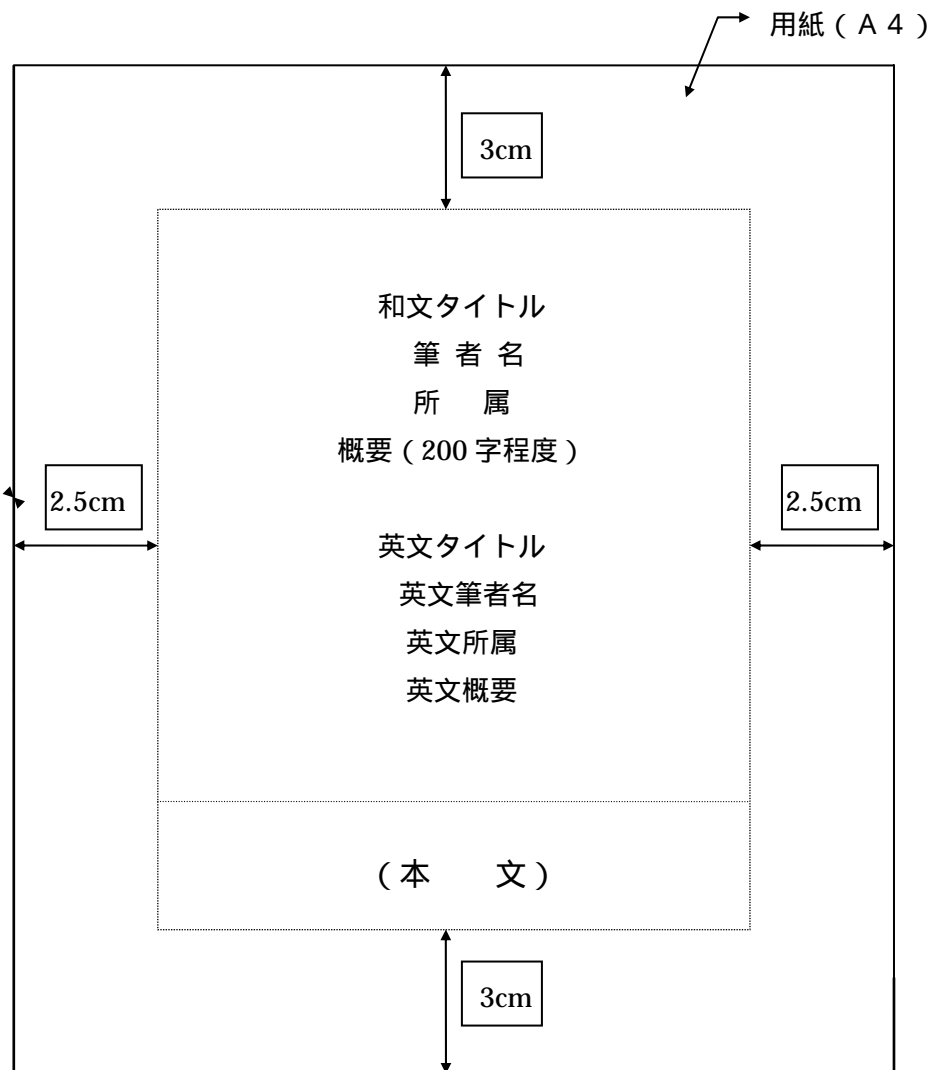 用紙（Ａ４）
3cm
和文タイトル
筆 者 名
所　属
概要（200 字程度）
2.5cm
2.5cm
英文タイトル
英文筆者名
英文所属
英文概要
（本　　文）
3cm